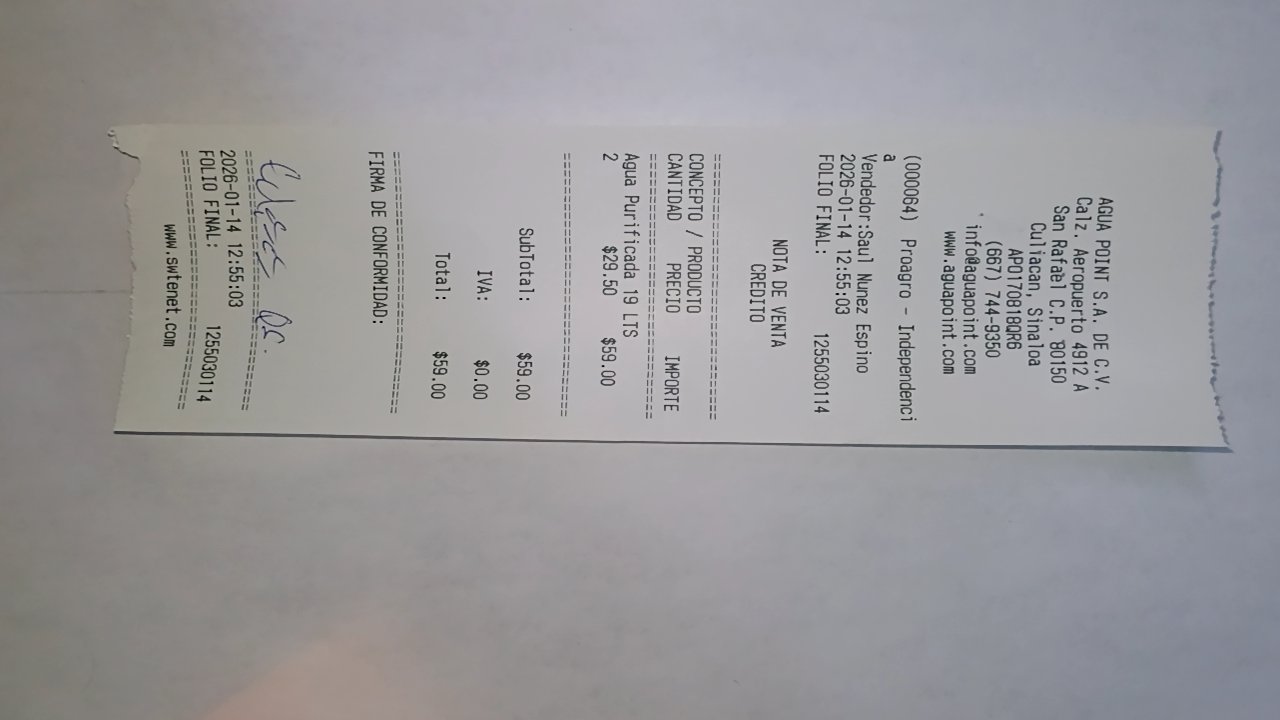 AGUA POINT S.A. DE C.V.
Calz. Aeropuerto 4912 A
San Rafael C.P. 80150
Culiacan, Sinaloa
APO170818QR6
(667) 744-9350
info@aguapoint.com
www.aguapoint.com
(000064) Proagro - Independenci
a
Vendedor:Saul Nunez Espino
2026-01-14 12:55:03
FOLIO FINAL: 1255030114
NOTA DE VENTA
CREDITO
================================
CONCEPTO / PRODUCTO
CANTIDAD PRECIO IMPORTE
================================
Agua Purificada 19 LTS
2 $29.50 $59.00
================================
SubTotal: $59.00
IVA: $0.00
Total: $59.00
================================
FIRMA DE CONFORMIDAD:
================================
2026-01-14 12:55:03
FOLIO FINAL: 1255030114
================================
www.swtenet.com